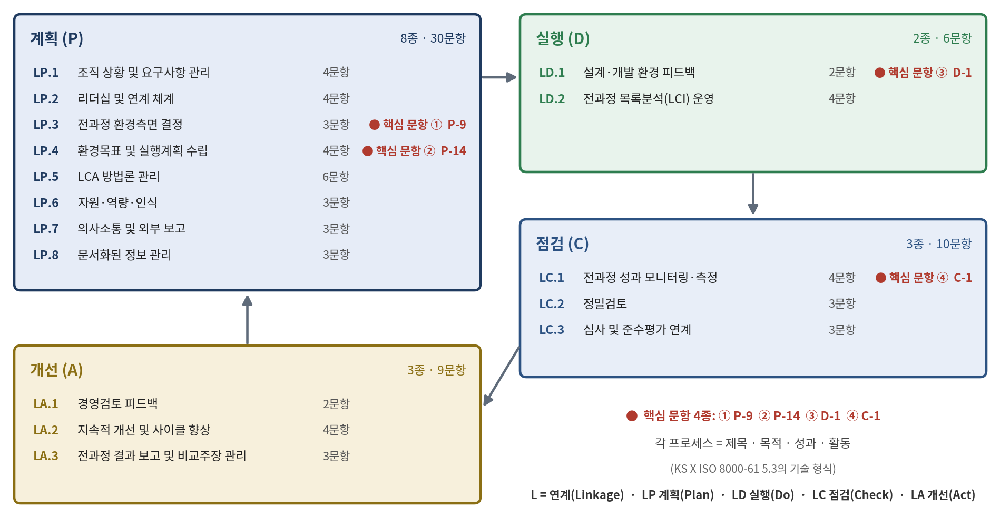 계획 (P) 8종 · 30문항
LP.1 조직 상황 및 요구사항 관리 4문항
LP.2 리더십 및 연계 체계 4문항
LP.3 전과정 환경측면 결정 3문항 ● 핵심 문항 ① P-9
LP.4 환경목표 및 실행계획 수립 4문항 ● 핵심 문항 ② P-14
LP.5 LCA 방법론 관리 6문항
LP.6 자원·역량·인식 3문항
LP.7 의사소통 및 외부 보고 3문항
LP.8 문서화된 정보 관리 3문항
실행 (D) 2종 · 6문항
LD.1 설계·개발 환경 피드백 2문항 ● 핵심 문항 ③ D-1
LD.2 전과정 목록분석(LCI) 운영 4문항
점검 (C) 3종 · 10문항
LC.1 전과정 성과 모니터링·측정 4문항 ● 핵심 문항 ④ C-1
LC.2 정밀검토 3문항
LC.3 심사 및 준수평가 연계 3문항
개선 (A) 3종 · 9문항
LA.1 경영검토 피드백 2문항
LA.2 지속적 개선 및 사이클 향상 4문항
LA.3 전과정 결과 보고 및 비교주장 관리 3문항
● 핵심 문항 4종: ① P-9 ② P-14 ③ D-1 ④ C-1
각 프로세스 = 제목 · 목적 · 성과 · 활동
(KS X ISO 8000-61 5.3의 기술 형식)
L = 연계(Linkage) · LP 계획(Plan) · LD 실행(Do) · LC 점검(Check) · LA 개선(Act)